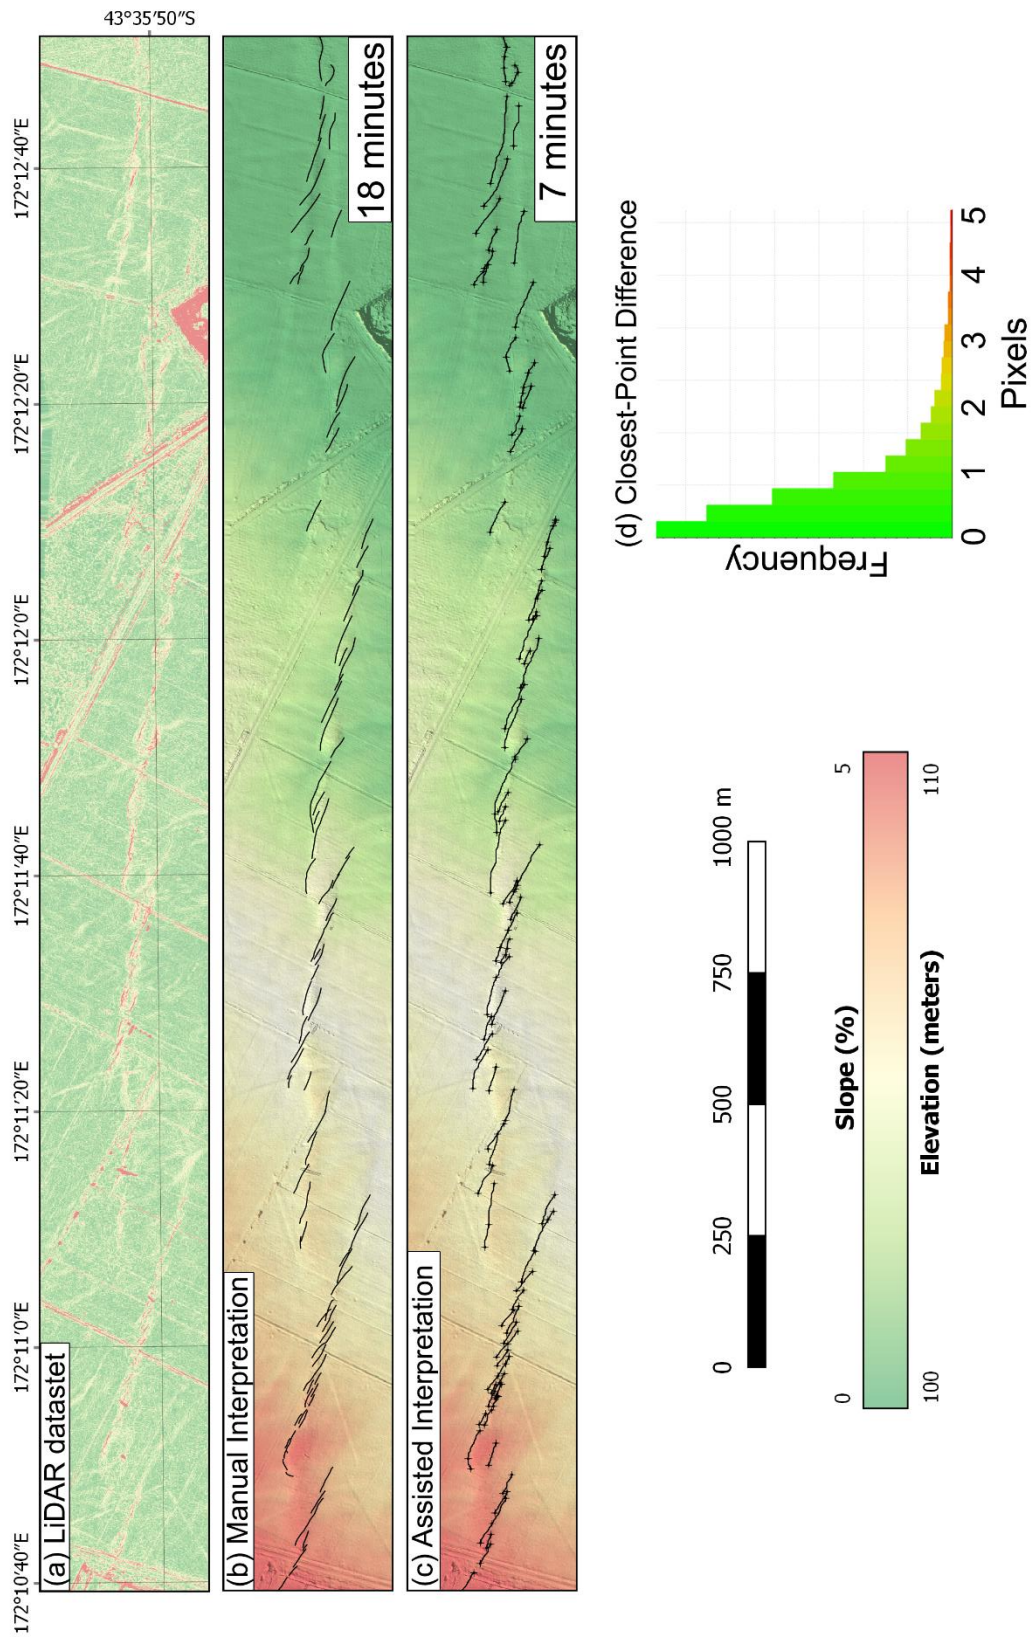 172°10′40″E 172°11′0″E 172°11′20″E 172°11′40″E 172°12′0″E 172°12′20″E 172°12′40″E
43°35′50″S
(a) LiDAR datastet
(b) Manual Interpretation
18 minutes
(c) Assisted Interpretation
7 minutes
0 250 500 750 1000 m
0 5
Slope (%)
100 110
Elevation (meters)
(d) Closest-Point Difference
Frequency
0 1 2 3 4 5
Pixels